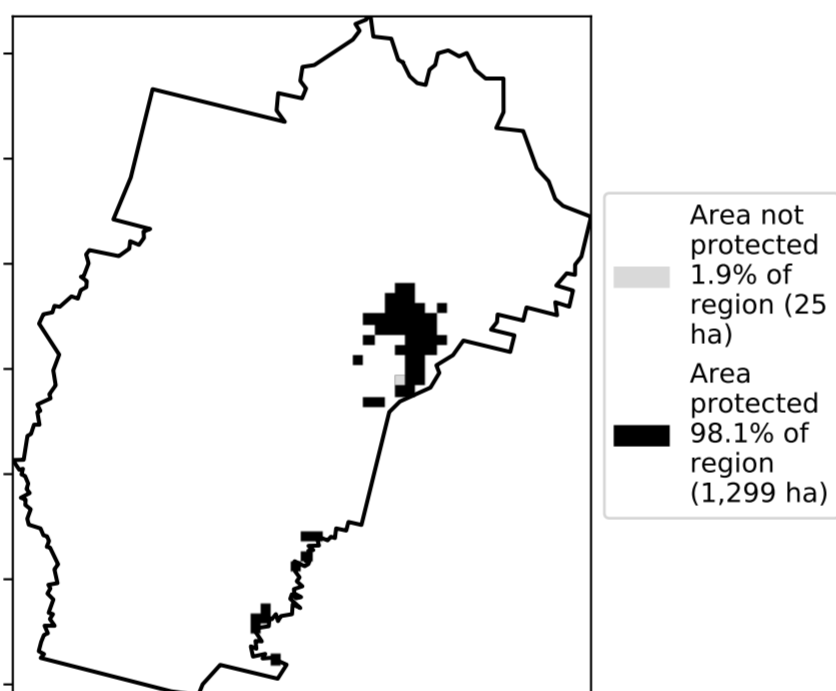 Area not
protected
1.9% of
region (25
ha)
Area
protected
98.1% of
region
(1,299 ha)